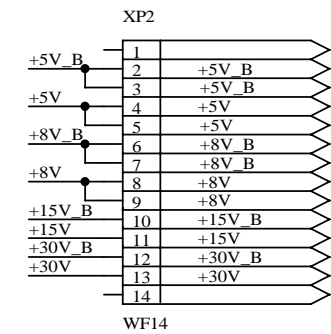 XP2
1
+5V_B 2 +5V_B
3 +5V_B
+5V 4 +5V
5 +5V
+8V_B 6 +8V_B
7 +8V_B
+8V 8 +8V
9 +8V
+15V_B 10 +15V_B
+15V 11 +15V
+30V_B 12 +30V_B
+30V 13 +30V
14
WF14